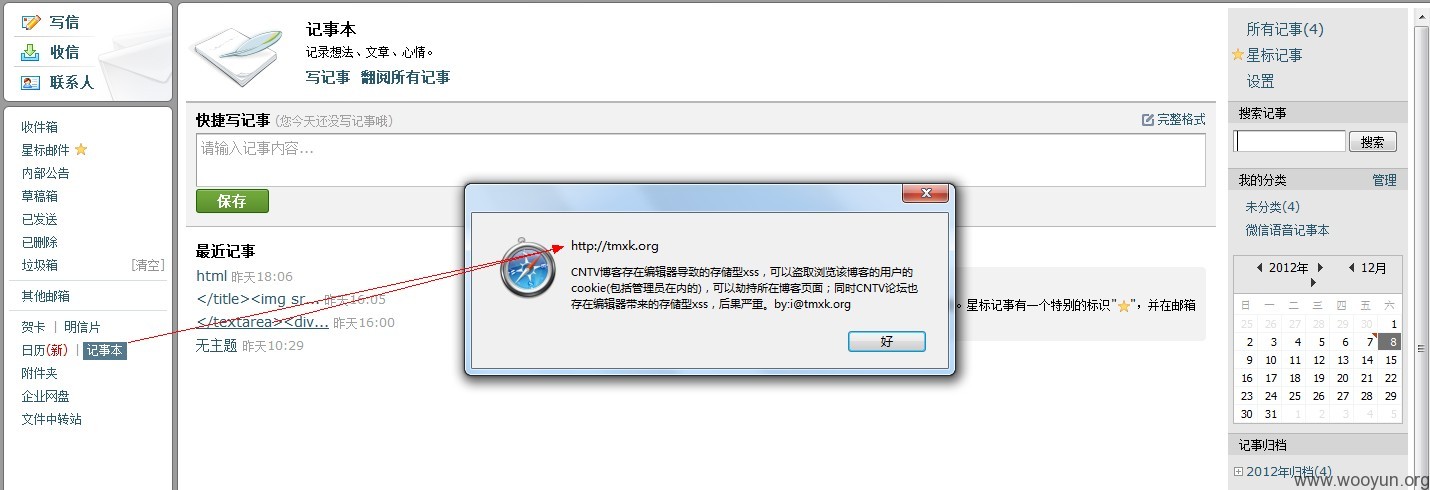 写信
收信
联系人
收件箱
星标邮件
内部公告
草稿箱
已发送
已删除
垃圾箱 [清空]
其他邮箱
贺卡 | 明信片
日历(新) | 记事本
附件夹
企业网盘
文件中转站
记事本
记录想法、文章、心情。
写记事 翻阅所有记事
快捷写记事 (您今天还没写记事哦)
完整格式
请输入记事内容...
保存
最近记事
html 昨天18:06
</title><img sr... 昨天16:05
</textarea><div... 昨天16:00
无主题 昨天10:29
。星标记事有一个特别的标识"
"，并在邮箱
http://tmxk.org
CNTV博客存在编辑器导致的存储型xss，可以盗取浏览该博客的用户的
cookie(包括管理员在内的)，可以劫持所在博客页面；同时CNTV论坛也
存在编辑器带来的存储型xss，后果严重。by:i@tmxk.org
好
所有记事(4)
星标记事
设置
搜索记事
搜索
我的分类 管理
未分类(4)
微信语音记事本
2012年 12月
日 一 二 三 四 五 六
25 26 27 28 29 30 1
2 3 4 5 6 7 8
9 10 11 12 13 14 15
16 17 18 19 20 21 22
23 24 25 26 27 28 29
30 31 1 2 3 4 5
记事归档
2012年归档(4)
www.wooyun.org